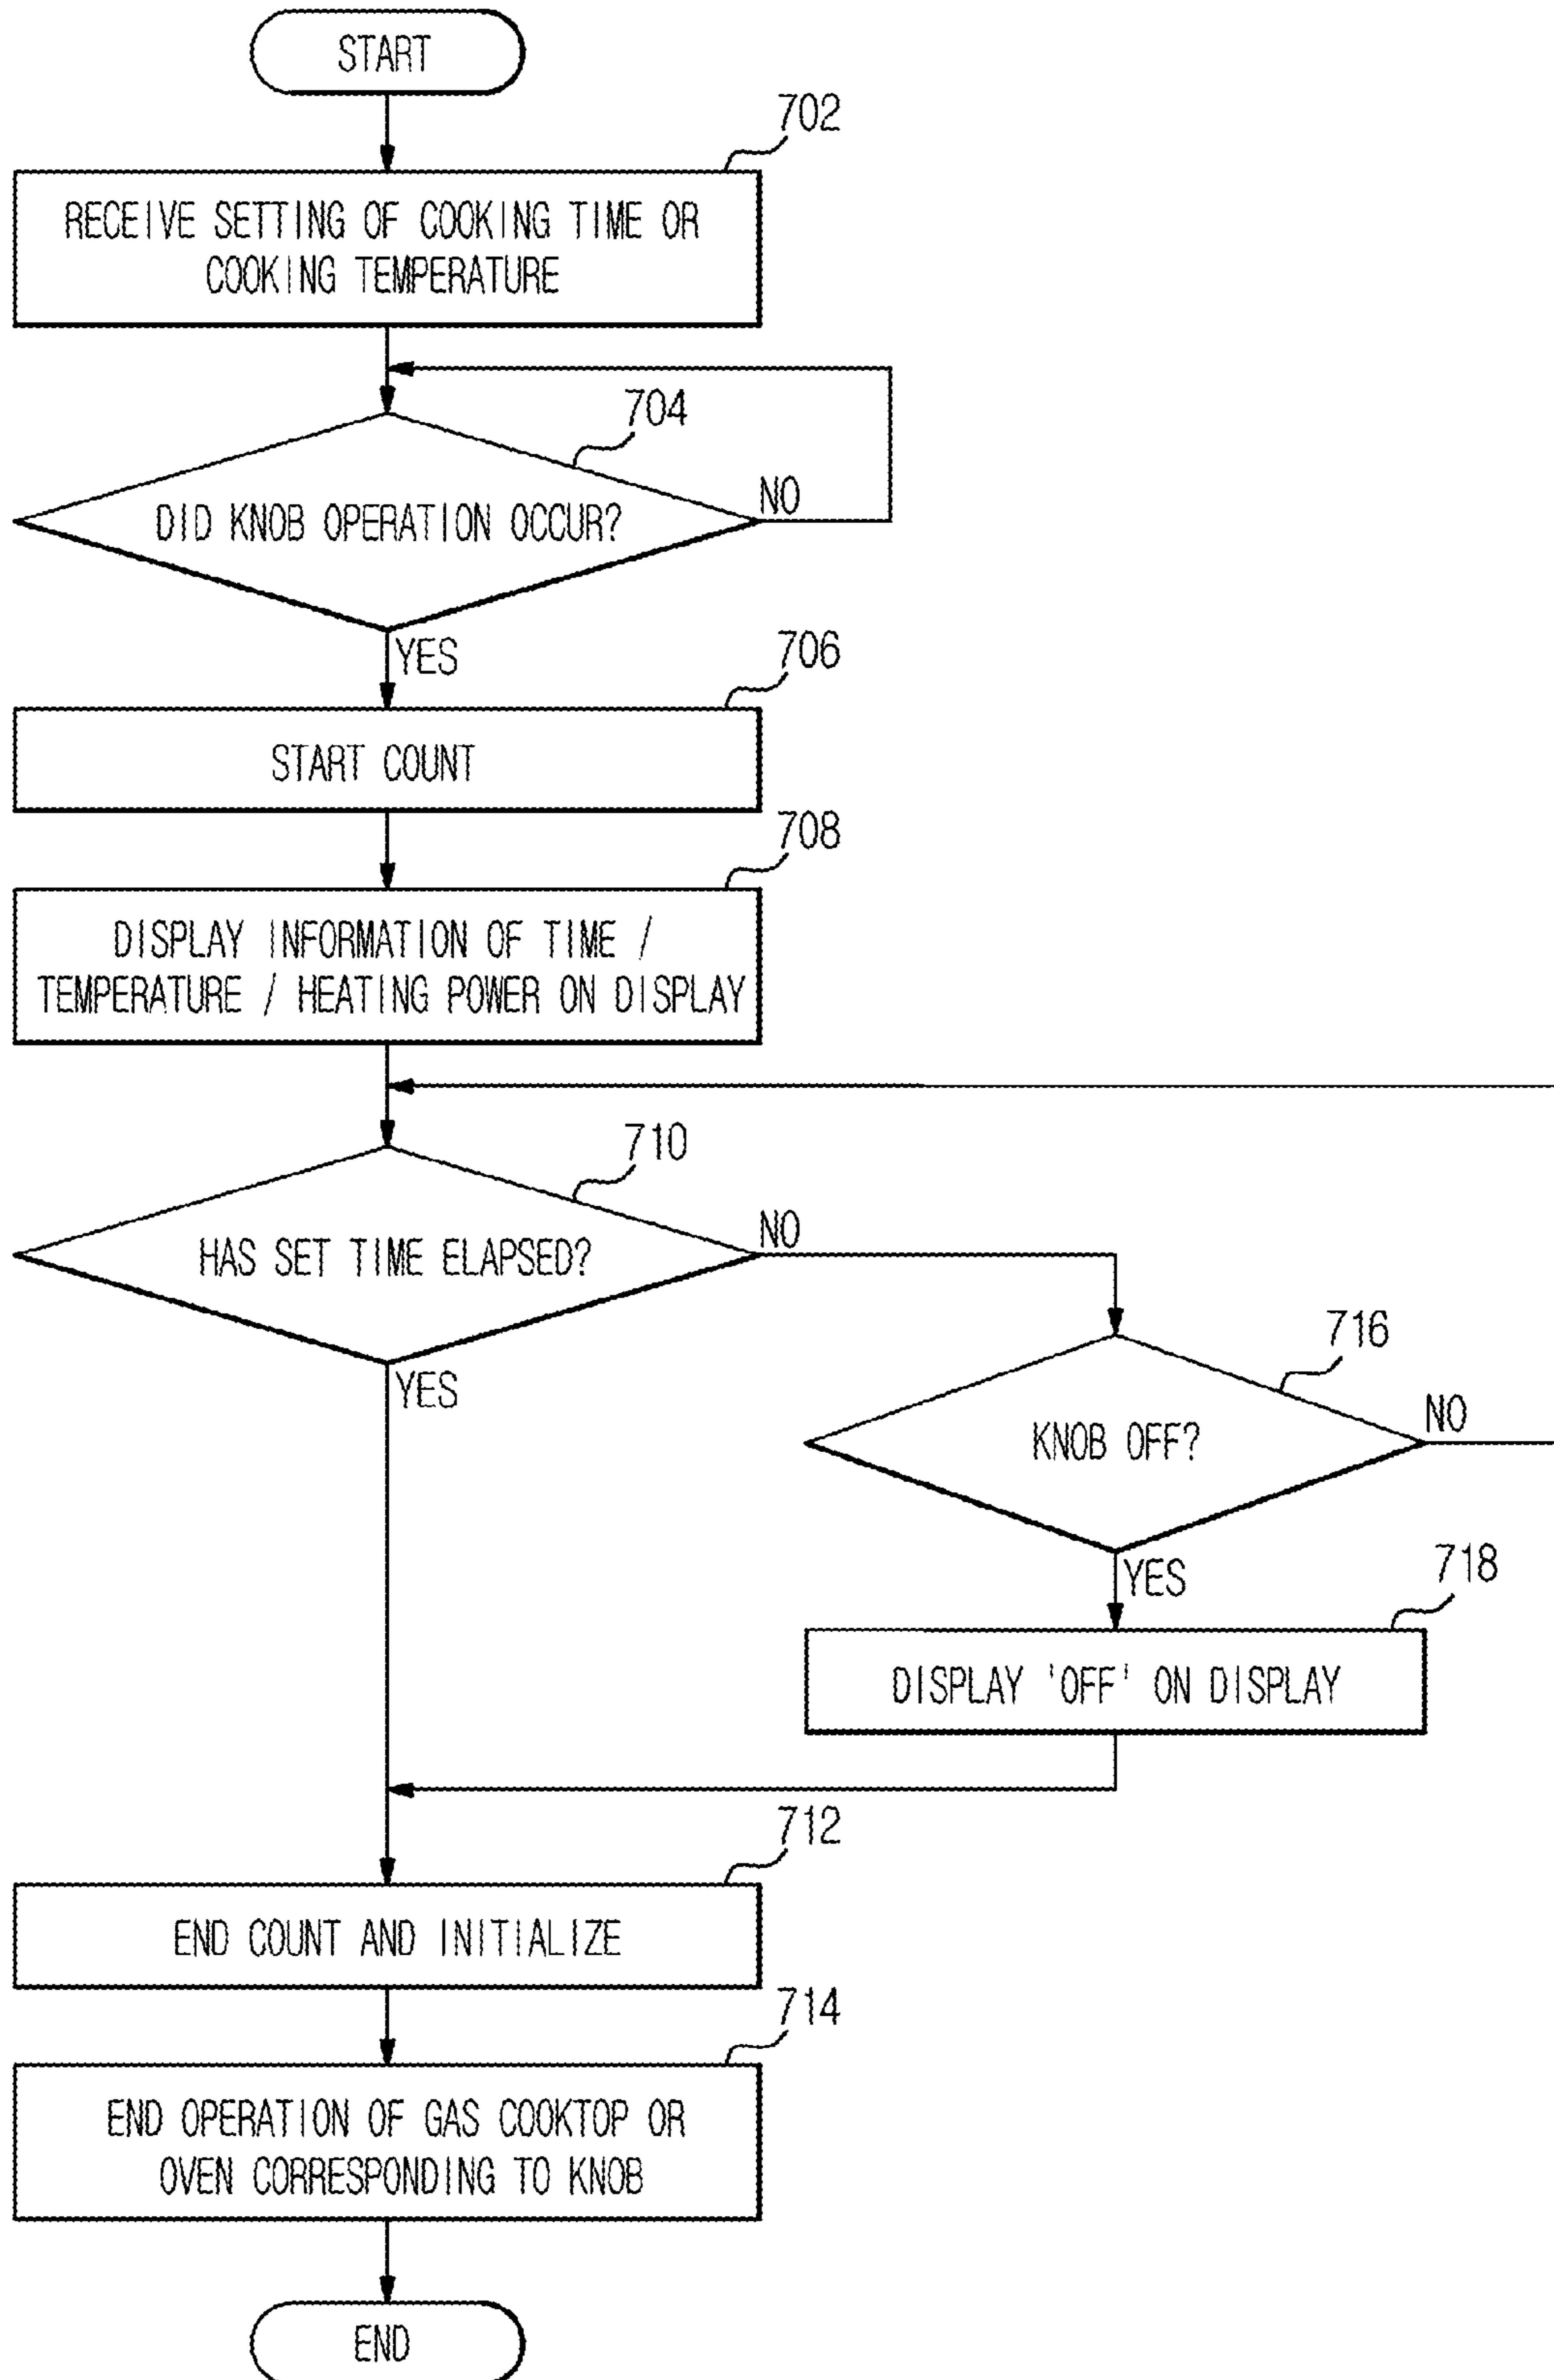 START
702
RECEIVE SETTING OF COOKING TIME OR
COOKING TEMPERATURE
704
DID KNOB OPERATION OCCUR?
NO
YES
706
START COUNT
708
DISPLAY INFORMATION OF TIME /
TEMPERATURE / HEATING POWER ON DISPLAY
710
HAS SET TIME ELAPSED?
NO
YES
716
KNOB OFF?
NO
YES
718
DISPLAY 'OFF' ON DISPLAY
712
END COUNT AND INITIALIZE
714
END OPERATION OF GAS COOKTOP OR
OVEN CORRESPONDING TO KNOB
END